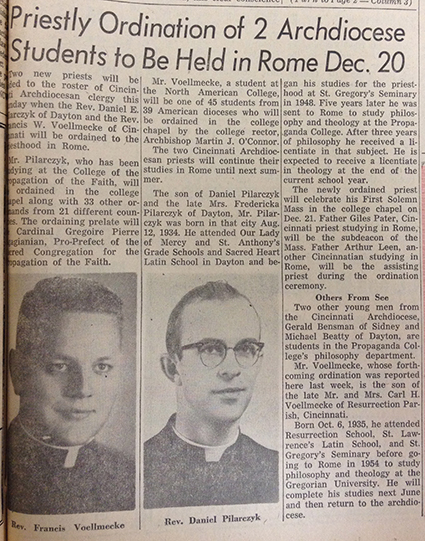 (Turn to Page 2 — Column 3)
Priestly Ordination of 2 Archdiocese
Students to Be Held in Rome Dec. 20
Two new priests will be
ded to the roster of Cincin-
ti Archdiocesan clergy this
day when the Rev. Daniel E.
arczyk of Dayton and the Rev.
ncis W. Voellmecke of Cin-
nati will be ordained to the
esthood in Rome.
Mr. Pilarczyk, who has been
dying at the College of the
opagation of the Faith, will
ordained in the college
pel along with 33 other or-
nands from 21 different coun-
es. The ordaining prelate will
Cardinal Gregoire Pierre
agianian, Pro-Prefect of the
cred Congregation for the
opagation of the Faith.
Mr. Voellmecke, a student at
the North American College,
will be one of 45 students from
39 American dioceses who will
be ordained in the college
chapel by the college rector,
Archbishop Martin J. O'Connor.
The two Cincinnati Archdioc-
esan priests will continue their
studies in Rome until next sum-
mer.
The son of Daniel Pilarczyk
and the late Mrs. Fredericka
Pilarczyk of Dayton, Mr. Pilar-
czyk was born in that city Aug.
12, 1934. He attended Our Lady
of Mercy and St. Anthony's
Grade Schools and Sacred Heart
Latin School in Dayton and be-
gan his studies for the priest-
hood at St. Gregory's Seminary
in 1948. Five years later he was
sent to Rome to study philos-
ophy and theology at the Propa-
ganda College. After three years
of philosophy he received a li-
centiate in that subject. He is
expected to receive a licentiate
in theology at the end of the
current school year.
The newly ordained priest
will celebrate his First Solemn
Mass in the college chapel on
Dec. 21. Father Giles Pater, Cin-
cinnati priest studying in Rome,
will be the subdeacon of the
Mass. Father Arthur Leen, an-
other Cincinnatian studying in
Rome, will be the assisting
priest during the ordination
ceremony.
Others From See
Two other young men from
the Cincinnati Archdiocese,
Gerald Bensman of Sidney and
Michael Beatty of Dayton, are
students in the Propaganda Col-
lege's philosophy department.
Mr. Voellmecke, whose forth-
coming ordination was reported
here last week, is the son of
the late Mr. and Mrs. Carl H.
Voellmecke of Resurrection Par-
ish, Cincinnati.
Born Oct. 6, 1935, he attended
Resurrection School, St. Law-
rence's Latin School, and St.
Gregory's Seminary before go-
ing to Rome in 1954 to study
philosophy and theology at the
Gregorian University. He will
complete his studies next June
and then return to the archdio-
cese.
Rev. Francis Voellmecke
Rev. Daniel Pilarczyk